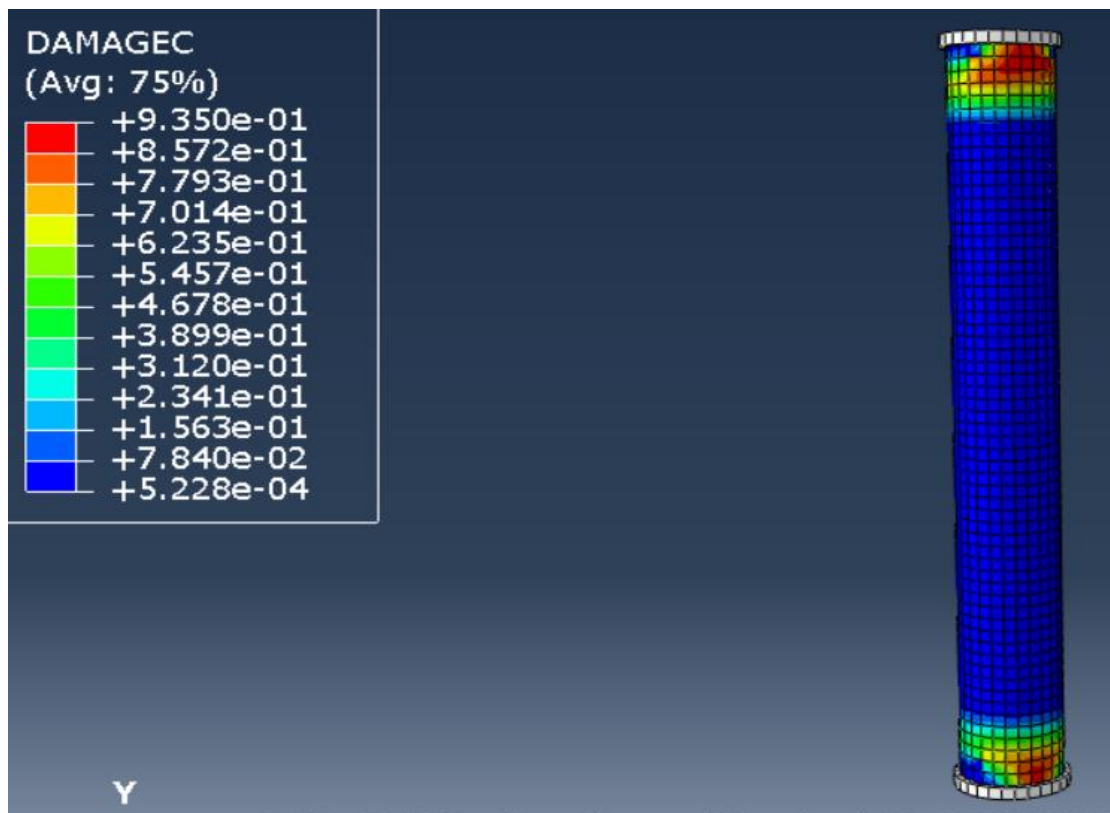 DAMAGEC
(Avg: 75%)
+9.350e-01
+8.572e-01
+7.793e-01
+7.014e-01
+6.235e-01
+5.457e-01
+4.678e-01
+3.899e-01
+3.120e-01
+2.341e-01
+1.563e-01
+7.840e-02
+5.228e-04
Y